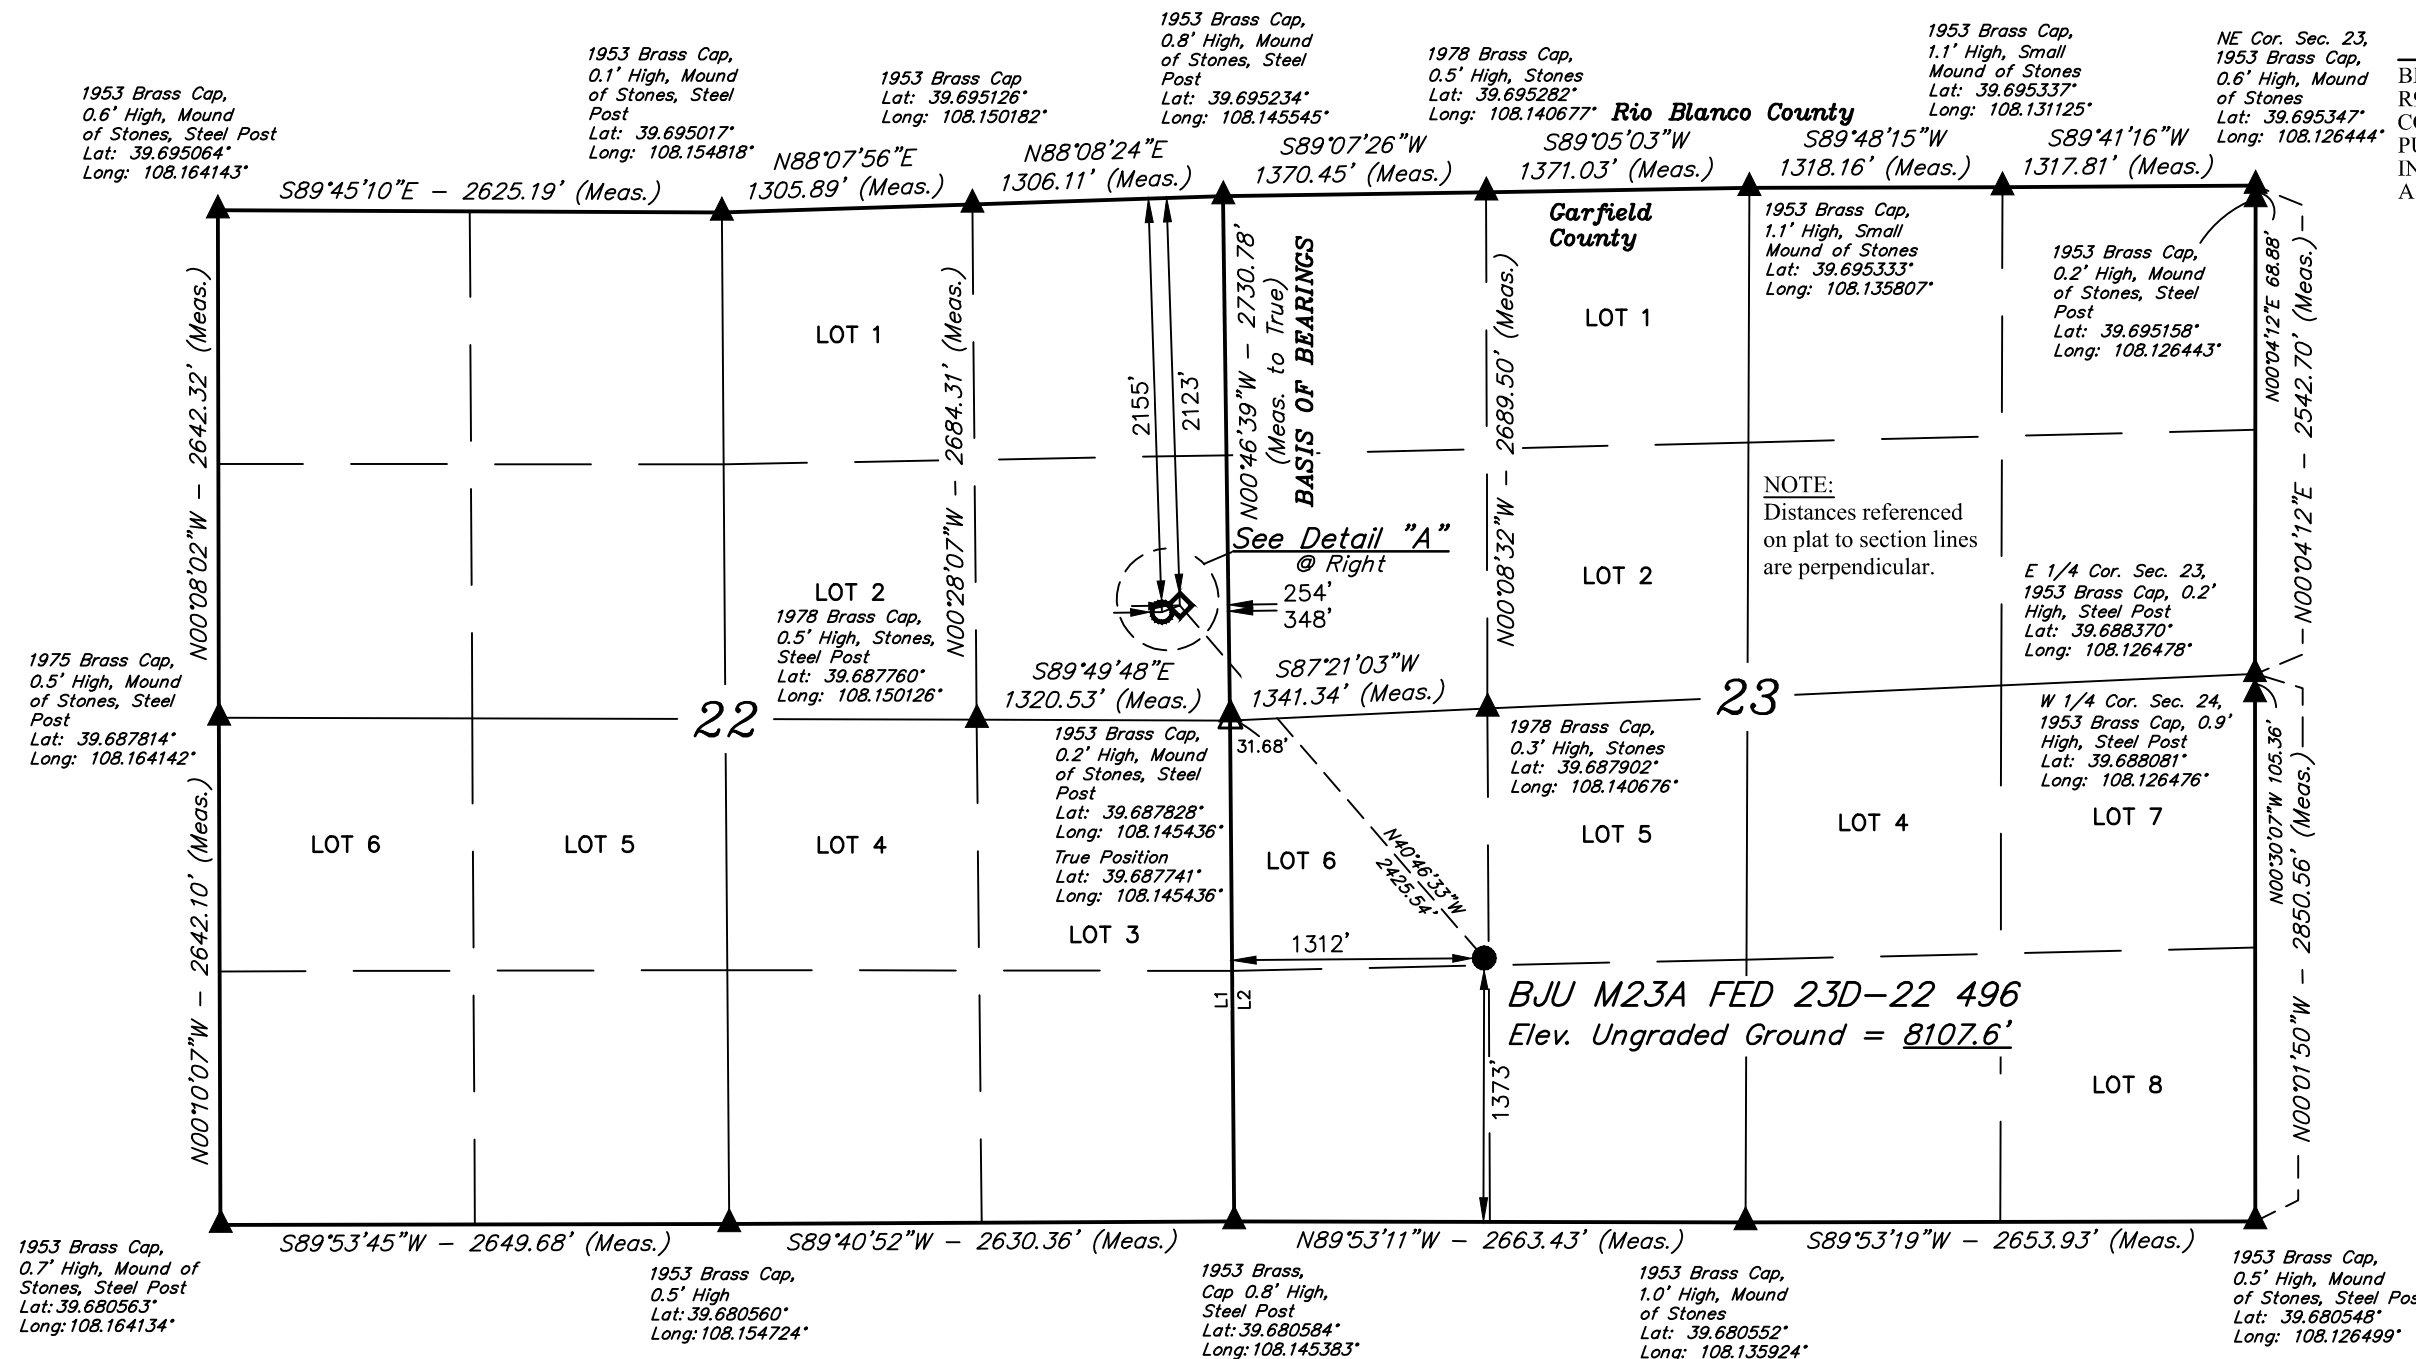 1953 Brass Cap,
0.6' High, Mound
of Stones, Steel Post
Lat: 39.695064°
Long: 108.164143°
1953 Brass Cap,
0.1' High, Mound
of Stones, Steel
Post
Lat: 39.695017°
Long: 108.154818°
1953 Brass Cap
Lat: 39.695126°
Long: 108.150182°
1953 Brass Cap,
0.8' High, Mound
of Stones, Steel
Post
Lat: 39.695234°
Long: 108.145545°
1978 Brass Cap,
0.5' High, Stones
Lat: 39.695282°
Long: 108.140677°
Rio Blanco County
1953 Brass Cap,
1.1' High, Small
Mound of Stones
Lat: 39.695337°
Long: 108.131125°
NE Cor. Sec. 23,
1953 Brass Cap,
0.6' High, Mound
of Stones
Lat: 39.695347°
Long: 108.126444°
S89°45'10"E - 2625.19' (Meas.)
N88°07'56"E
1305.89' (Meas.)
N88°08'24"E
1306.11' (Meas.)
S89°07'26"W
1370.45' (Meas.)
S89°05'03"W
1371.03' (Meas.)
S89°48'15"W
1318.16' (Meas.)
S89°41'16"W
1317.81' (Meas.)
Garfield
County
1953 Brass Cap,
1.1' High, Small
Mound of Stones
Lat: 39.695333°
Long: 108.135807°
1953 Brass Cap,
0.2' High, Mound
of Stones, Steel
Post
Lat: 39.695158°
Long: 108.126443°
N00°08'02"W - 2642.32' (Meas.)
LOT 1
N00°28'07"W - 2684.31' (Meas.)
2155'
2123'
N00°46'39"W - 2730.78'
(Meas. to True)
BASIS OF BEARINGS
N00°08'32"W - 2689.50' (Meas.)
LOT 1
N00°04'12"E 68.88'
N00°04'12"E - 2542.70' (Meas.)
NOTE:
Distances referenced
on plat to section lines
are perpendicular.
See Detail "A"
@ Right
254'
348'
LOT 2
LOT 2
1978 Brass Cap,
0.5' High, Stones,
Steel Post
Lat: 39.687760°
Long: 108.150126°
E 1/4 Cor. Sec. 23,
1953 Brass Cap, 0.2'
High, Steel Post
Lat: 39.688370°
Long: 108.126478°
1975 Brass Cap,
0.5' High, Mound
of Stones, Steel
Post
Lat: 39.687814°
Long: 108.164142°
S89°49'48"E
1320.53' (Meas.)
S87°21'03"W
1341.34' (Meas.)
22
23
W 1/4 Cor. Sec. 24,
1953 Brass Cap, 0.9'
High, Steel Post
Lat: 39.688081°
Long: 108.126476°
1953 Brass Cap,
0.2' High, Mound
of Stones, Steel
Post
Lat: 39.687828°
Long: 108.145436°
True Position
Lat: 39.687741°
Long: 108.145436°
31.68'
1978 Brass Cap,
0.3' High, Stones
Lat: 39.687902°
Long: 108.140676°
N00°10'07"W - 2642.10' (Meas.)
LOT 6
LOT 5
LOT 4
LOT 3
LOT 6
N40°46'33"W
2425.54'
LOT 5
LOT 4
LOT 7
N00°30'07"W 105.36'
N00°01'50"W - 2850.56' (Meas.)
1312'
L1
L2
BJU M23A FED 23D-22 496
Elev. Ungraded Ground = 8107.6'
1373'
LOT 8
S89°53'45"W - 2649.68' (Meas.)
S89°40'52"W - 2630.36' (Meas.)
N89°53'11"W - 2663.43' (Meas.)
S89°53'19"W - 2653.93' (Meas.)
1953 Brass Cap,
0.7' High, Mound of
Stones, Steel Post
Lat: 39.680563°
Long: 108.164134°
1953 Brass Cap,
0.5' High
Lat: 39.680560°
Long: 108.154724°
1953 Brass,
Cap 0.8' High,
Steel Post
Lat: 39.680584°
Long: 108.145383°
1953 Brass Cap,
1.0' High, Mound
of Stones
Lat: 39.680552°
Long: 108.135924°
1953 Brass Cap,
0.5' High, Mound
of Stones, Steel
Lat: 39.680548°
Long: 108.126499°